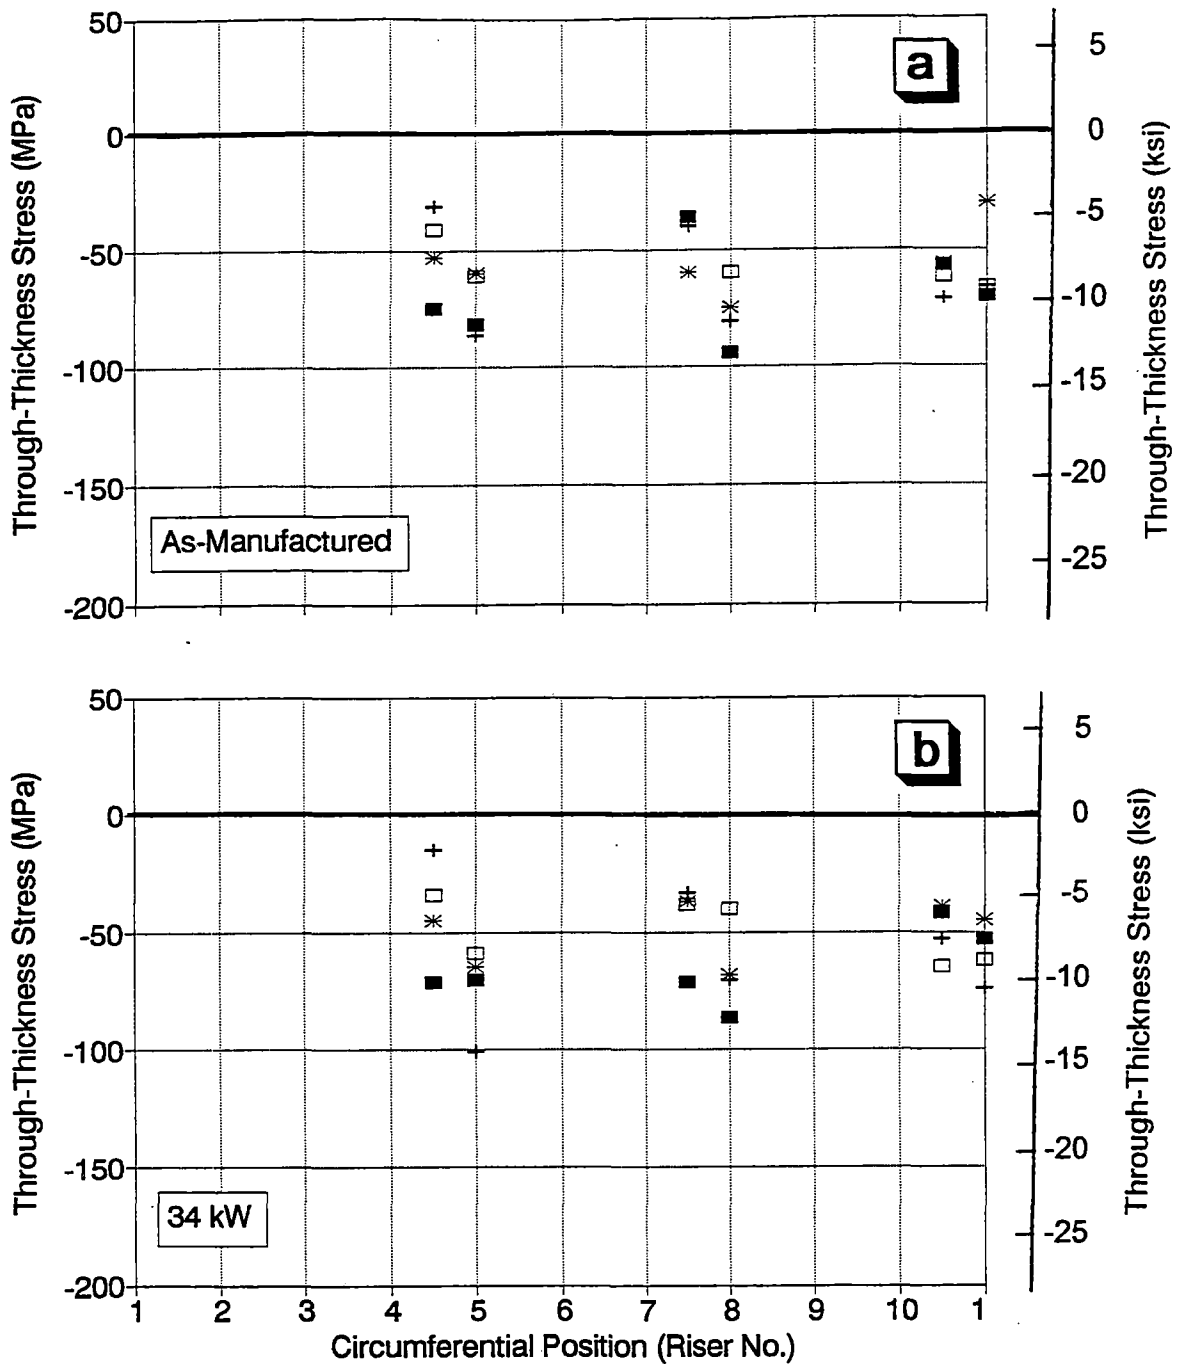 a
50
0
-50
-100
-150
-200
5
0
-5
-10
-15
-20
-25
Through-Thickness Stress (MPa)
Through-Thickness Stress (ksi)
As-Manufactured
b
50
0
-50
-100
-150
-200
5
0
-5
-10
-15
-20
-25
Through-Thickness Stress (MPa)
Through-Thickness Stress (ksi)
34 kW
1 2 3 4 5 6 7 8 9 10 1
Circumferential Position (Riser No.)